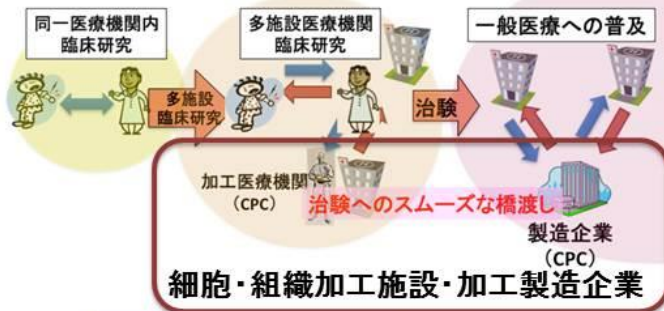 同一医療機関内
臨床研究
多施設医療機関
臨床研究
一般医療への普及
多施設
臨床研究
治験
加工医療機関
(CPC)
治験へのスムーズな橋渡し
製造企業
(CPC)
細胞・組織加工施設・加工製造企業